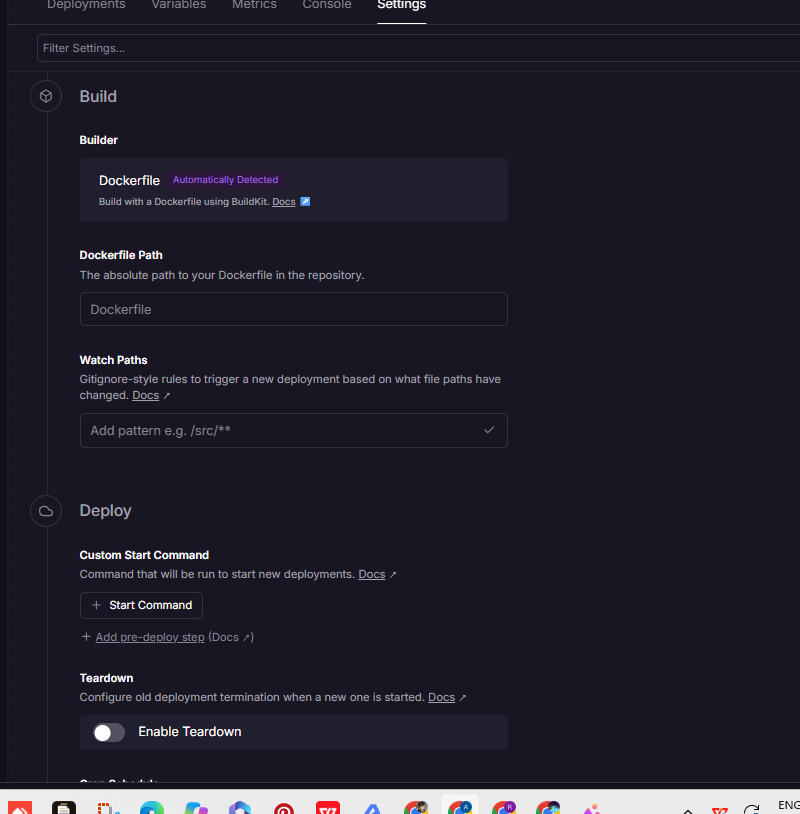 Deployments Variables Metrics Console Settings
Filter Settings...
Build
Builder
Dockerfile Automatically Detected
Build with a Dockerfile using BuildKit. Docs ↗
Dockerfile Path
The absolute path to your Dockerfile in the repository.
Dockerfile
Watch Paths
Gitignore-style rules to trigger a new deployment based on what file paths have
changed. Docs ↗
Add pattern e.g. /src/**
Deploy
Custom Start Command
Command that will be run to start new deployments. Docs ↗
+ Start Command
+ Add pre-deploy step (Docs ↗)
Teardown
Configure old deployment termination when a new one is started. Docs ↗
Enable Teardown
Cron Schedule
ENG